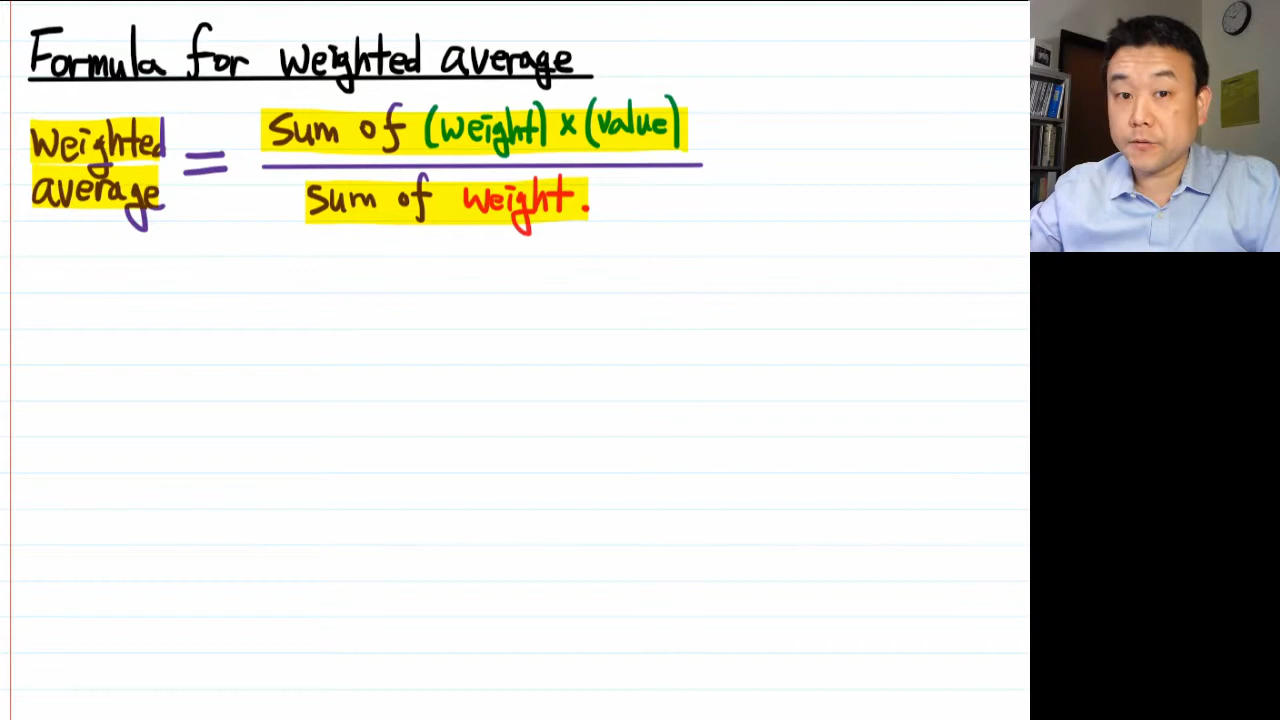 Formula for weighted average
weighted average = sum of (weight) × (value)
sum of weight.